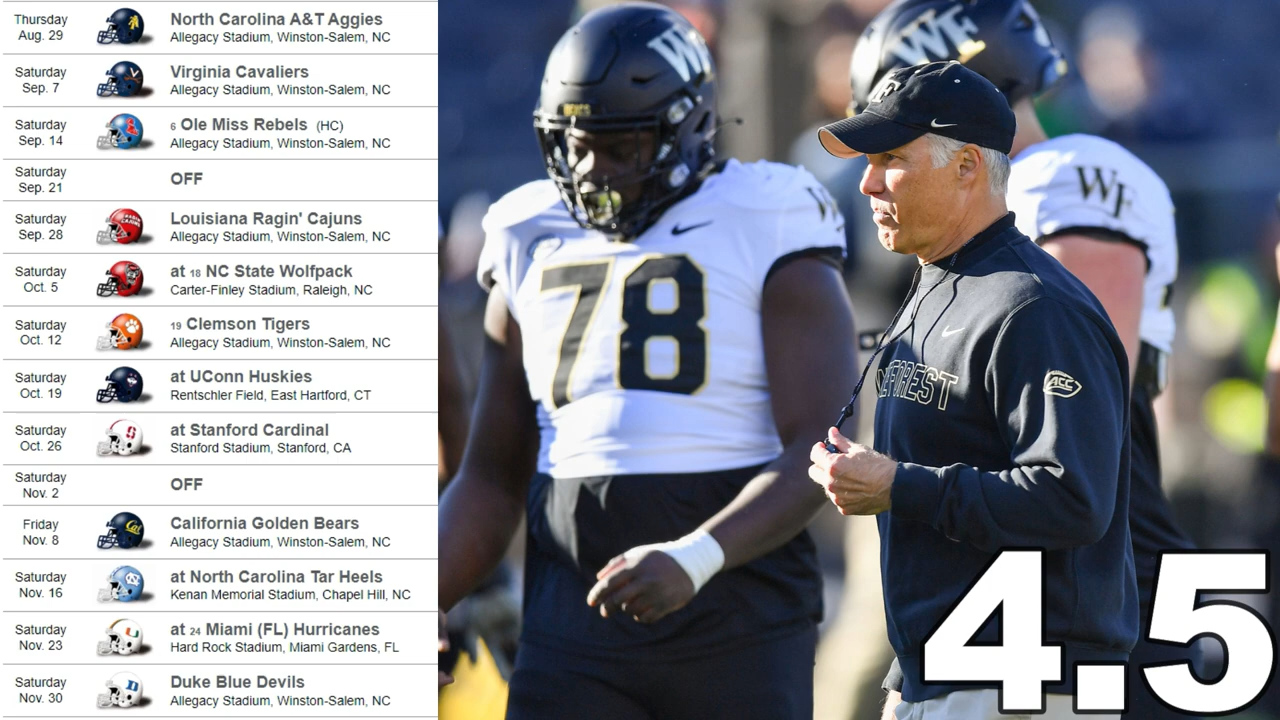 Thursday
Aug. 29
North Carolina A&T Aggies
Allegacy Stadium, Winston-Salem, NC
Saturday
Sep. 7
Virginia Cavaliers
Allegacy Stadium, Winston-Salem, NC
Saturday
Sep. 14
6 Ole Miss Rebels (HC)
Allegacy Stadium, Winston-Salem, NC
Saturday
Sep. 21
OFF
Saturday
Sep. 28
Louisiana Ragin' Cajuns
Allegacy Stadium, Winston-Salem, NC
Saturday
Oct. 5
at 18 NC State Wolfpack
Carter-Finley Stadium, Raleigh, NC
Saturday
Oct. 12
19 Clemson Tigers
Allegacy Stadium, Winston-Salem, NC
Saturday
Oct. 19
at UConn Huskies
Rentschler Field, East Hartford, CT
Saturday
Oct. 26
at Stanford Cardinal
Stanford Stadium, Stanford, CA
Saturday
Nov. 2
OFF
Friday
Nov. 8
Cal
California Golden Bears
Allegacy Stadium, Winston-Salem, NC
Saturday
Nov. 16
at North Carolina Tar Heels
Kenan Memorial Stadium, Chapel Hill, NC
Saturday
Nov. 23
at 24 Miami (FL) Hurricanes
Hard Rock Stadium, Miami Gardens, FL
Saturday
Nov. 30
D
Duke Blue Devils
Allegacy Stadium, Winston-Salem, NC
WF
WF
WF
WF
78
EFOREST
ACC
4.5